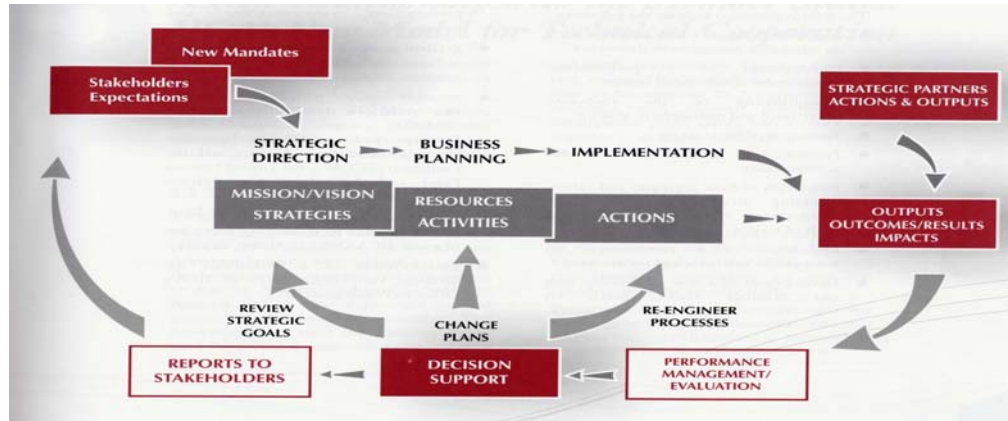 New Mandates
Stakeholders
Expectations
STRATEGIC PARTNERS
ACTIONS & OUTPUTS
STRATEGIC
DIRECTION
BUSINESS
PLANNING
IMPLEMENTATION
MISSION/VISION
STRATEGIES
RESOURCES
ACTIVITIES
ACTIONS
OUTPUTS
OUTCOMES/RESULTS
IMPACTS
REVIEW
STRATEGIC
GOALS
CHANGE
PLANS
RE-ENGINEER
PROCESSES
REPORTS TO
STAKEHOLDERS
DECISION
SUPPORT
PERFORMANCE
MANAGEMENT/
EVALUATION